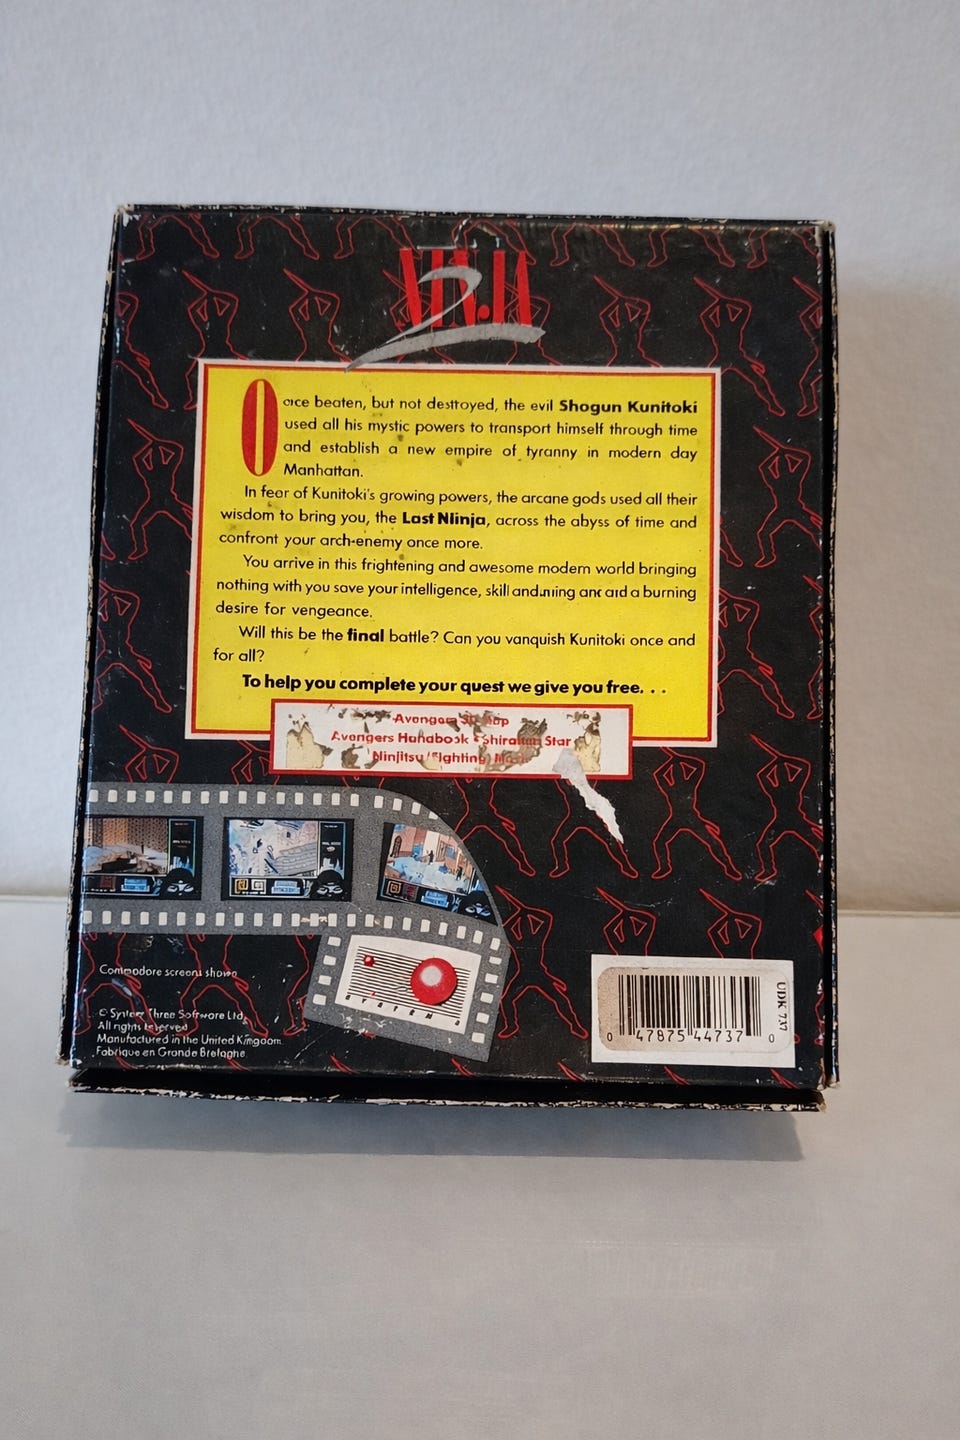 NINJA
2
Once beaten, but not destroyed, the evil Shogun Kunitoki
used all his mystic powers to transport himself through time
and establish a new empire of tyranny in modern day
Manhattan.
In fear of Kunitoki's growing powers, the arcane gods used all their
wisdom to bring you, the Last NIinja, across the abyss of time and
confront your arch-enemy once more.
You arrive in this frightening and awesome modern world bringing
nothing with you save your intelligence, skill a burning
desire for vengeance.
Will this be the final battle? Can you vanquish Kunitoki once and
for all?
To help you complete your quest we give you free. . .
Avengers
Avengers Star
Ninjitsu (Fighting)
Commodore screens shown
© System Three Software Ltd
All rights reserved
Manufactured in the United Kingdom
Fabrique en Grande Bretagne
UDK 737
0 47875 44737 0